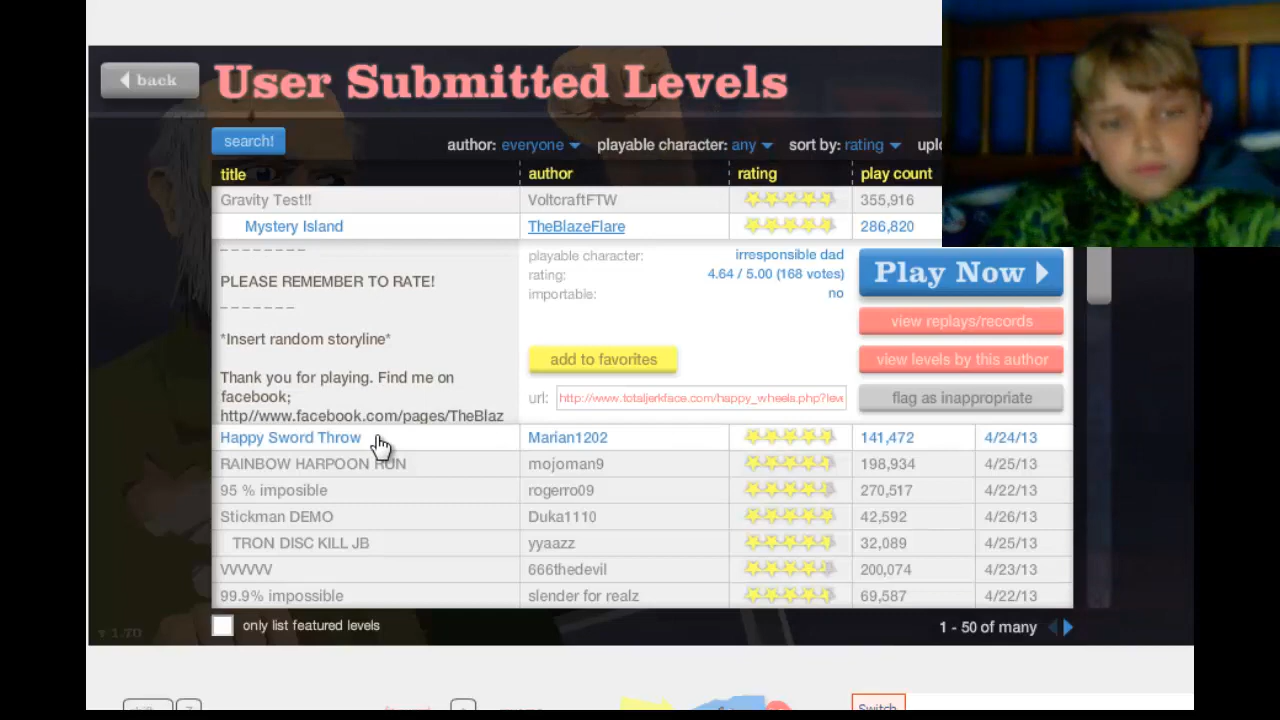 back
User Submitted Levels
search!
author: everyone playable character: any sort by: rating uplo
title author rating play count
Gravity Test!! VoltcraftFTW 355,916
Mystery Island TheBlazeFlare 286,820
PLEASE REMEMBER TO RATE!
*Insert random storyline*
Thank you for playing. Find me on
facebook;
http://www.facebook.com/pages/TheBlaz
playable character: irresponsible dad
rating: 4.64 / 5.00 (168 votes)
importable: no
add to favorites
url: http://www.totaljerkface.com/happy_wheels.php?lev
Play Now
view replays/records
view levels by this author
flag as inappropriate
Happy Sword Throw Marian1202 141,472 4/24/13
RAINBOW HARPOON RUN mojoman9 198,934 4/25/13
95 % imposible rogerro09 270,517 4/22/13
Stickman DEMO Duka1110 42,592 4/26/13
TRON DISC KILL JB yyaazz 32,089 4/25/13
VVVVVV 666thedevil 200,074 4/23/13
99.9% impossible slender for realz 69,587 4/22/13
only list featured levels
1 - 50 of many
v 1.70
Switch